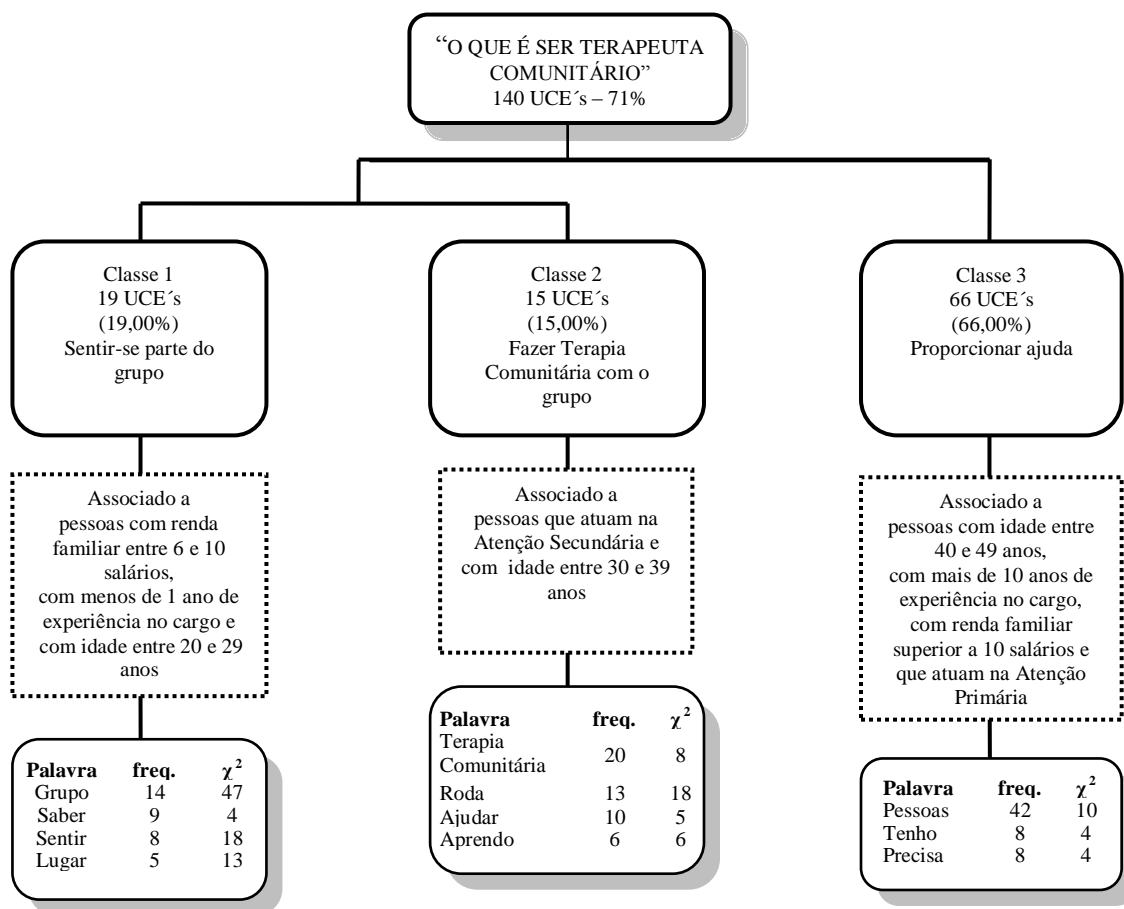 “O QUE É SER TERAPEUTA
COMUNITÁRIO”
140 UCE´s – 71%
Classe 1
19 UCE´s
(19,00%)
Sentir-se parte do
grupo
Classe 2
15 UCE´s
(15,00%)
Fazer Terapia
Comunitária com o
grupo
Classe 3
66 UCE´s
(66,00%)
Proporcionar ajuda
Associado a
pessoas com renda
familiar entre 6 e 10
salários,
com menos de 1 ano de
experiência no cargo e
com idade entre 20 e 29
anos
Associado a
pessoas que atuam na
Atenção Secundária e
com idade entre 30 e 39
anos
Associado a
pessoas com idade entre
40 e 49 anos,
com mais de 10 anos de
experiência no cargo,
com renda familiar
superior a 10 salários e
que atuam na Atenção
Primária
Palavra freq. χ²
Grupo 14 47
Saber 9 4
Sentir 8 18
Lugar 5 13
Palavra freq. χ²
Terapia
Comunitária 20 8
Roda 13 18
Ajudar 10 5
Aprendo 6 6
Palavra freq. χ²
Pessoas 42 10
Tenho 8 4
Precisa 8 4